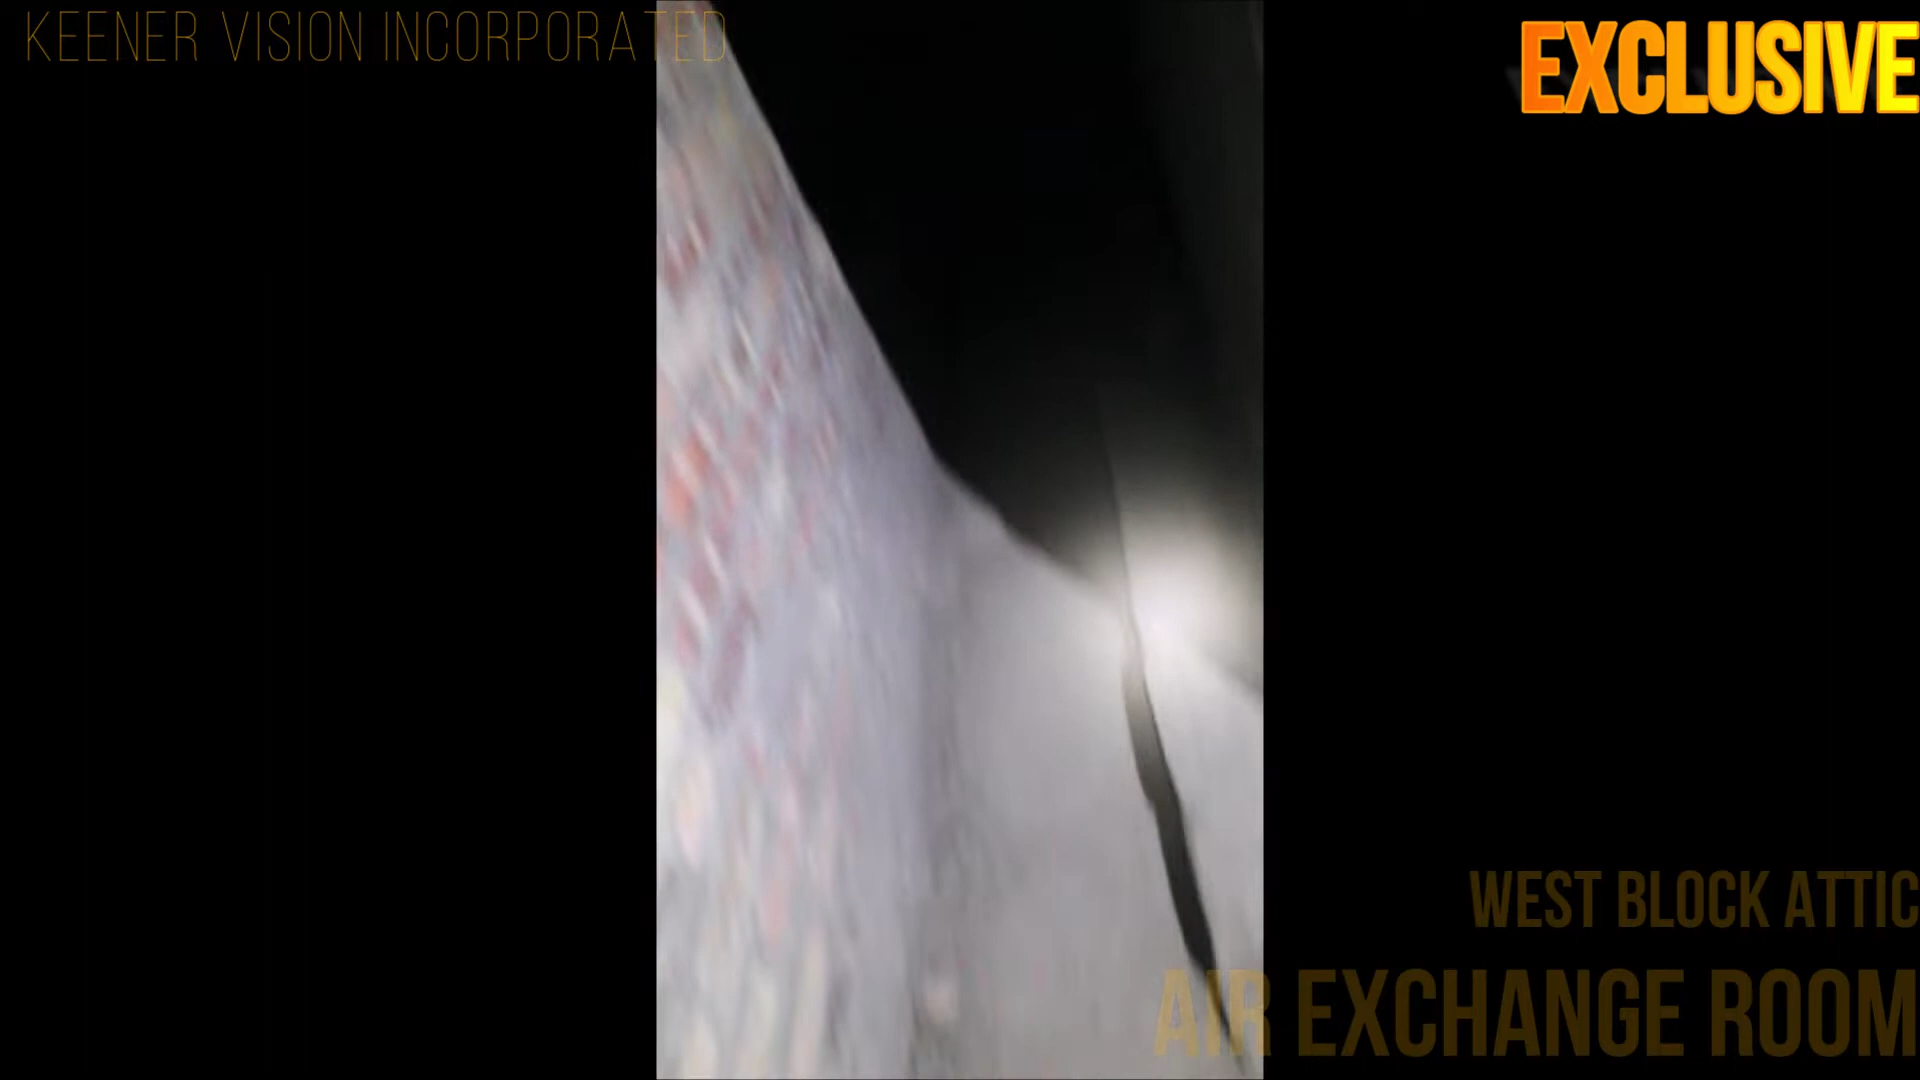 KEENER VISION INCORPORATED
EXCLUSIVE
WEST BLOCK ATTIC
AIR EXCHANGE ROOM